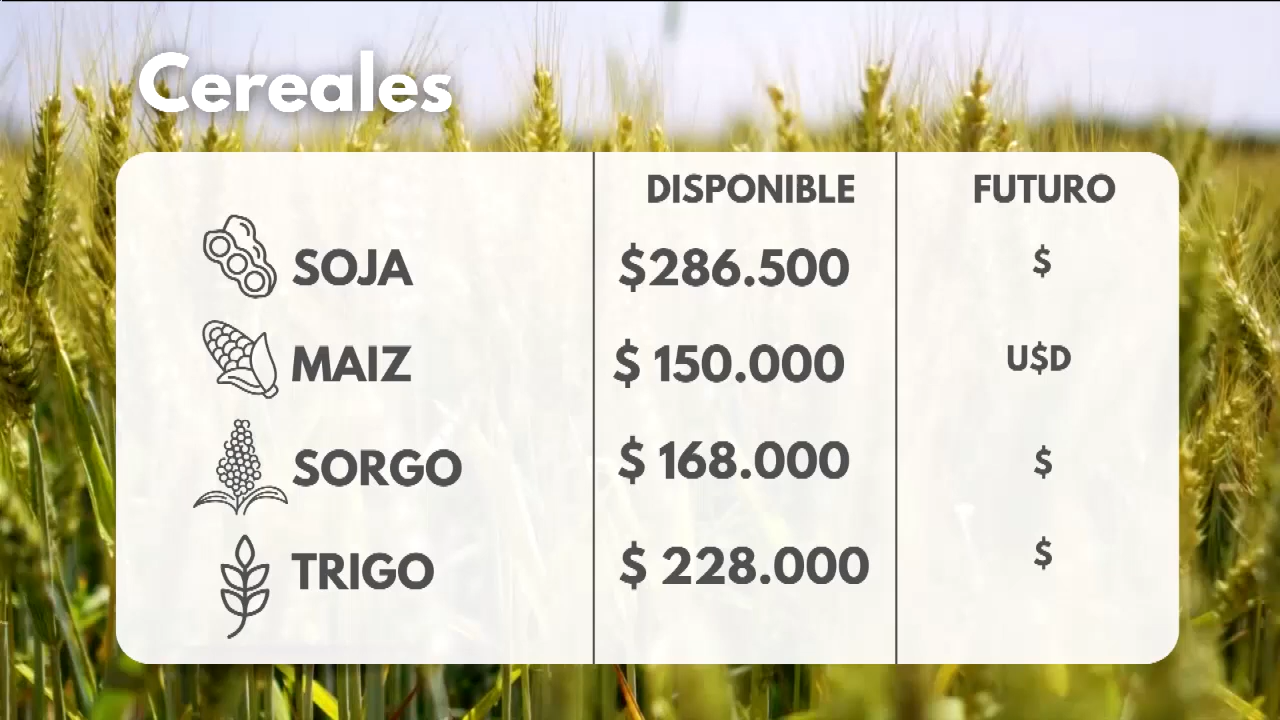 Cereales
DISPONIBLE FUTURO
SOJA $286.500 $
MAIZ $ 150.000 U$D
SORGO $ 168.000 $
TRIGO $ 228.000 $